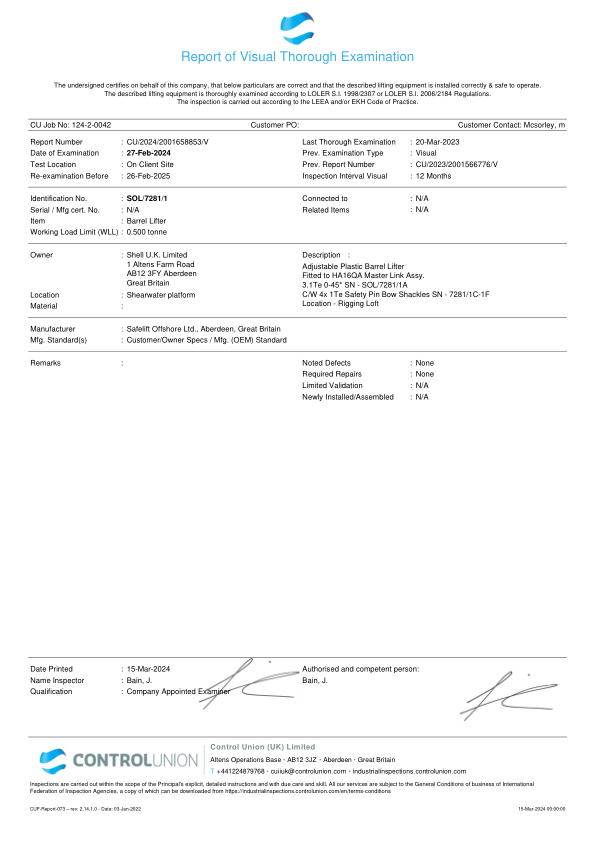 Report of Visual Thorough Examination
The undersigned certifies on behalf of this company, that below particulars are correct and that the described lifting equipment is installed correctly & safe to operate.
The described lifting equipment is thoroughly examined according to LOLER S.I. 1998/2307 or LOLER S.I. 2006/2184 Regulations.
The inspection is carried out according to the LEEA and/or EKH Code of Practice.
CU Job No: 124-2-0042 Customer PO: Customer Contact: Mcsorley, m
Report Number : CU/2024/2001658853/V Last Thorough Examination : 20-Mar-2023
Date of Examination : 27-Feb-2024 Prev. Examination Type : Visual
Test Location : On Client Site Prev. Report Number : CU/2023/2001566776/V
Re-examination Before : 26-Feb-2025 Inspection Interval Visual : 12 Months
Identification No. : SOL/7281/1 Connected to : N/A
Serial / Mfg cert. No. : N/A Related Items : N/A
Item : Barrel Lifter
Working Load Limit (WLL) : 0.500 tonne
Owner : Shell U.K. Limited
1 Altens Farm Road
AB12 3FY Aberdeen
Great Britain
Location : Shearwater platform
Material :
Description :
Adjustable Plastic Barrel Lifter
Fitted to HA16QA Master Link Assy.
3.1Te 0-45° SN - SOL/7281/1A
C/W 4x 1Te Safety Pin Bow Shackles SN - 7281/1C-1F
Location - Rigging Loft
Manufacturer : Safelift Offshore Ltd., Aberdeen, Great Britain
Mfg. Standard(s) : Customer/Owner Specs / Mfg. (OEM) Standard
Remarks : Noted Defects : None
Required Repairs : None
Limited Validation : N/A
Newly Installed/Assembled : N/A
Date Printed : 15-Mar-2024 Authorised and competent person:
Name Inspector : Bain, J. Bain, J.
Qualification : Company Appointed Examiner
CONTROLUNION
Control Union (UK) Limited
Altens Operations Base · AB12 3JZ · Aberdeen · Great Britain
T +441224879768 · cuiiuk@controlunion.com · industrialinspections.controlunion.com
Inspections are carried out within the scope of the Principal's explicit, detailed instructions and with due care and skill. All our services are subject to the General Conditions of business of International
Federation of Inspection Agencies, a copy of which can be downloaded from https://industrialinspections.controlunion.com/en/terms-conditions
CUF-Report-073 – rev: 2.14.1.0 - Date: 03-Jun-2022 15-Mar-2024 00:00:00